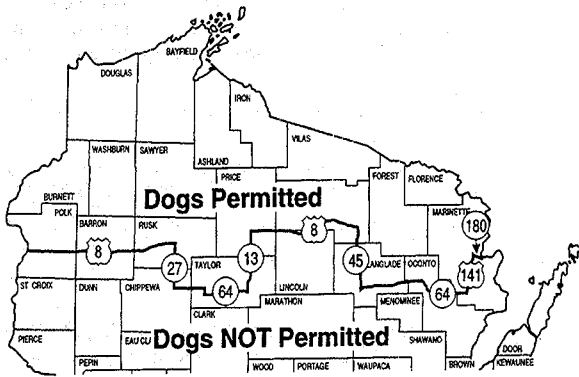 BAYFIELD
DOUGLAS
IRON
VILAS
WASHBURN
SAWYER
ASHLAND
PRICE
FOREST
FLORENCE
BURNETT
POLK
Dogs Permitted
MARINETTE
BARRON
RUSK
8
180
8
13
TAYLOR
45
LANGLADE
OCONTO
27
141
ST CROIX
DUNN
CHIPPEWA
64
LINCOLN
64
MARATHON
MENOMINEE
CLARK
PIERCE
EAU CL
Dogs NOT Permitted
SHAWANO
DOOR
PEPIN
WOOD
PORTAGE
WAUPACA
BROWN
KEWAUNEE